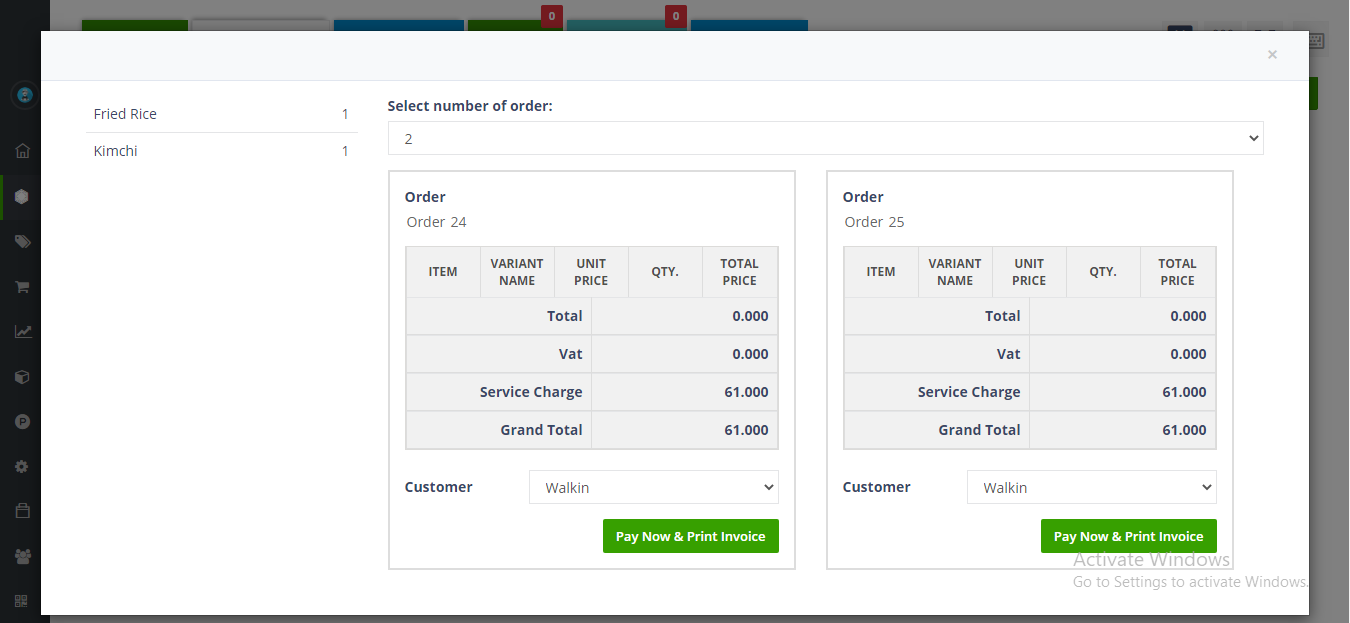 0
0
×
Fried Rice 1
Kimchi 1
Select number of order:
2
Order
Order 24
ITEM VARIANT NAME UNIT PRICE QTY. TOTAL PRICE
Total 0.000
Vat 0.000
Service Charge 61.000
Grand Total 61.000
Customer Walkin
Pay Now & Print Invoice
Order
Order 25
ITEM VARIANT NAME UNIT PRICE QTY. TOTAL PRICE
Total 0.000
Vat 0.000
Service Charge 61.000
Grand Total 61.000
Customer Walkin
Pay Now & Print Invoice
Activate Windows
Go to Settings to activate Windows.
P